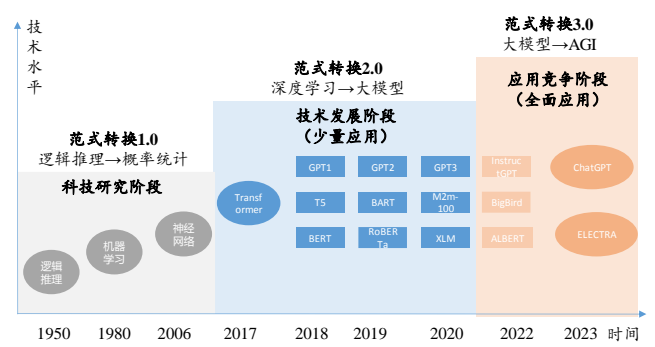 技
术
水
平
范式转换1.0
逻辑推理→概率统计
科技研究阶段
逻辑
推理
机器
学习
神经
网络
范式转换2.0
深度学习→大模型
技术发展阶段
（少量应用）
Transf
ormer
GPT1
GPT2
GPT3
T5
BART
M2m-
100
BERT
RoBER
Ta
XLM
范式转换3.0
大模型→AGI
应用竞争阶段
（全面应用）
Instruc
tGPT
ChatGPT
BigBird
ALBERT
ELECTRA
1950
1980
2006
2017
2018
2019
2020
2022
2023
时间